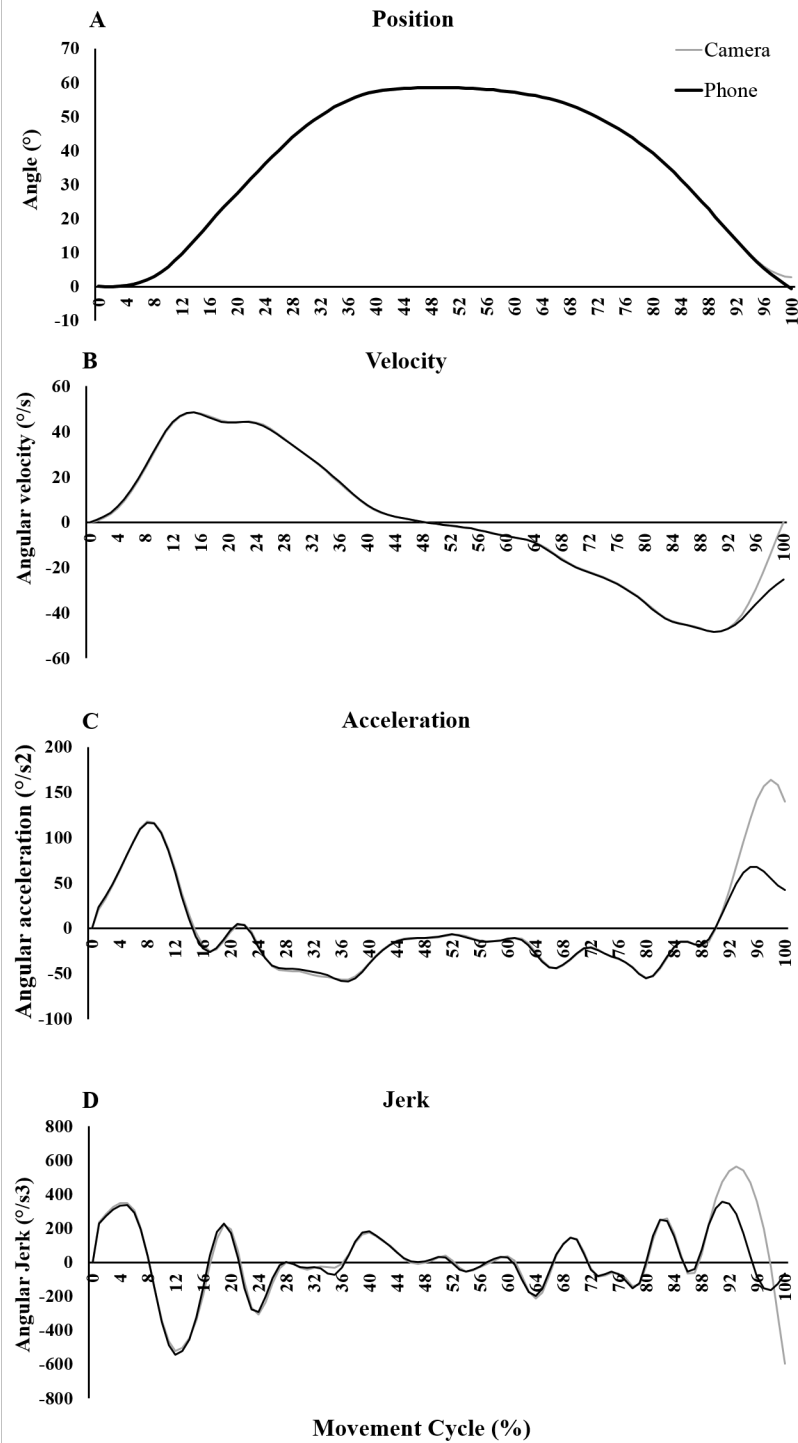 A
Position
70
60
50
40
30
20
10
0
-10
Angle (°)
Camera
Phone
0 4 8 12 16 20 24 28 32 36 40 44 48 52 56 60 64 68 72 76 80 84 88 92 96 100
B
Velocity
60
40
20
0
-20
-40
-60
Angular velocity (°/s)
0 4 8 12 16 20 24 28 32 36 40 44 48 52 56 60 64 68 72 76 80 84 88 92 96 100
C
Acceleration
200
150
100
50
0
-50
-100
Angular acceleration (°/s2)
0 4 8 12 16 20 24 28 32 36 40 44 48 52 56 60 64 68 72 76 80 84 88 92 96 100
D
Jerk
800
600
400
200
0
-200
-400
-600
-800
Angular Jerk (°/s3)
0 4 8 12 16 20 24 28 32 36 40 44 48 52 56 60 64 68 72 76 80 84 88 92 96 100
Movement Cycle (%)